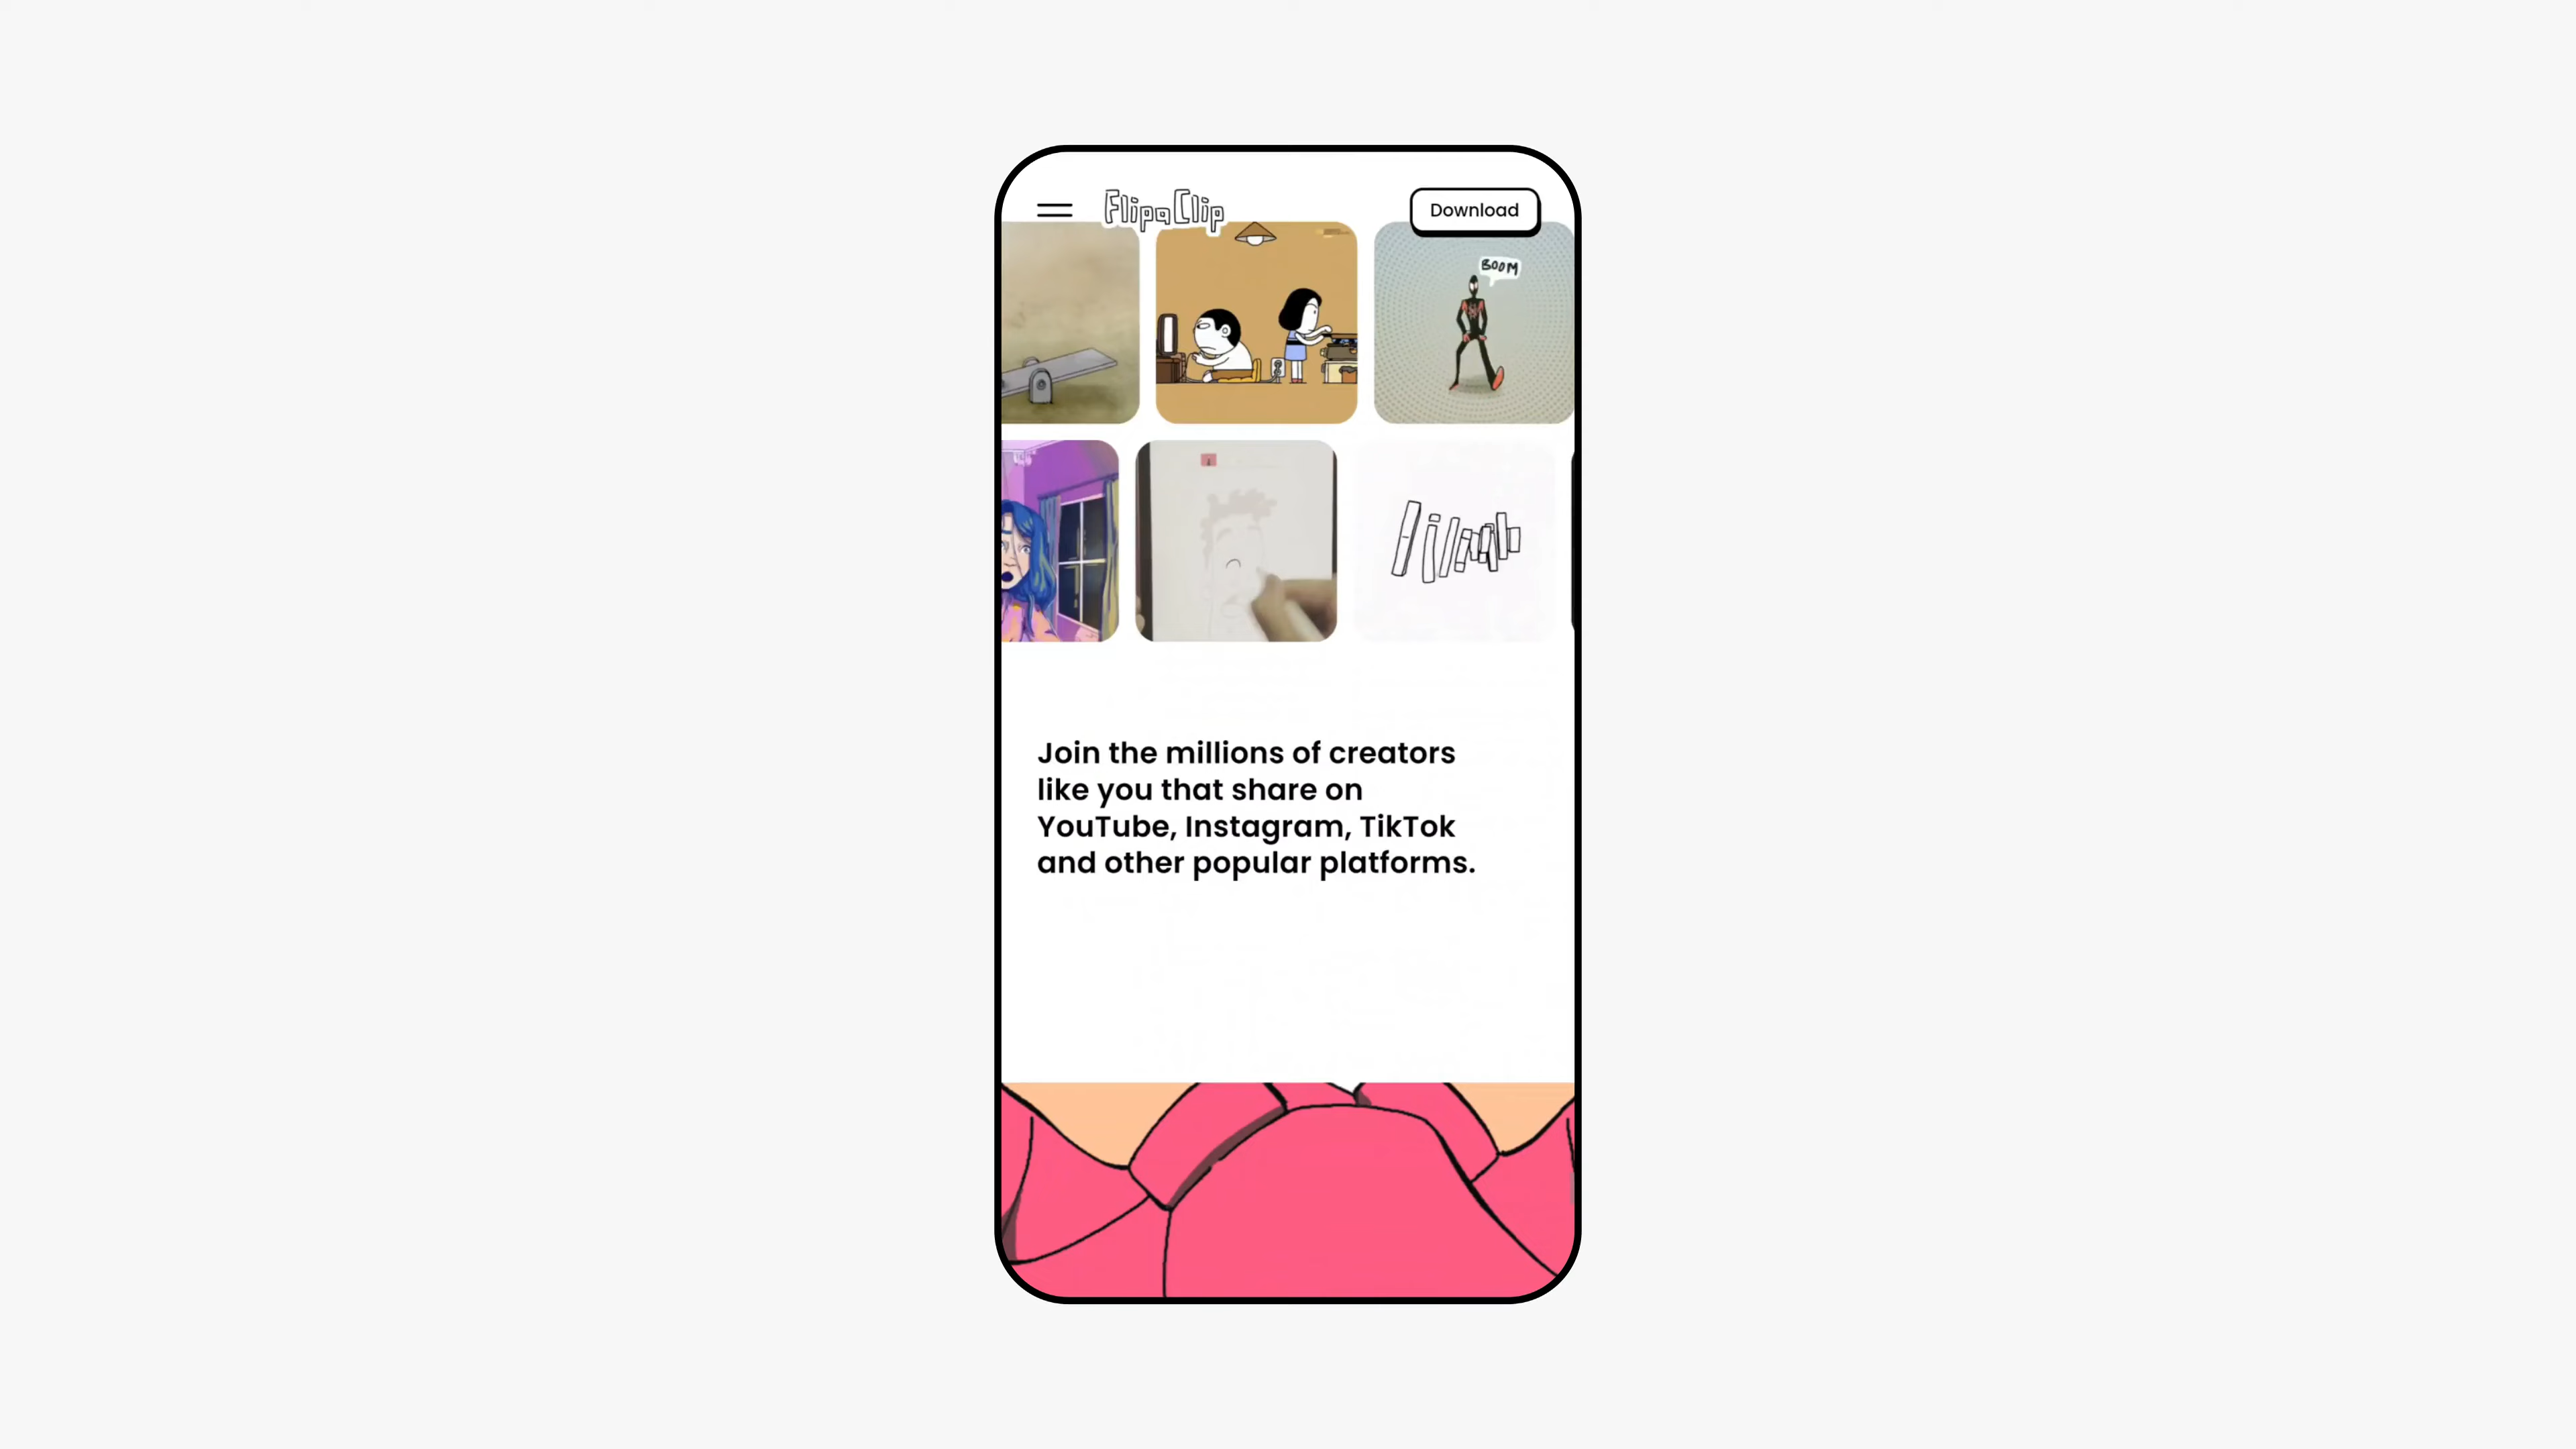 FlipaClip
Download
BOOM
Join the millions of creators
like you that share on
YouTube, Instagram, TikTok
and other popular platforms.